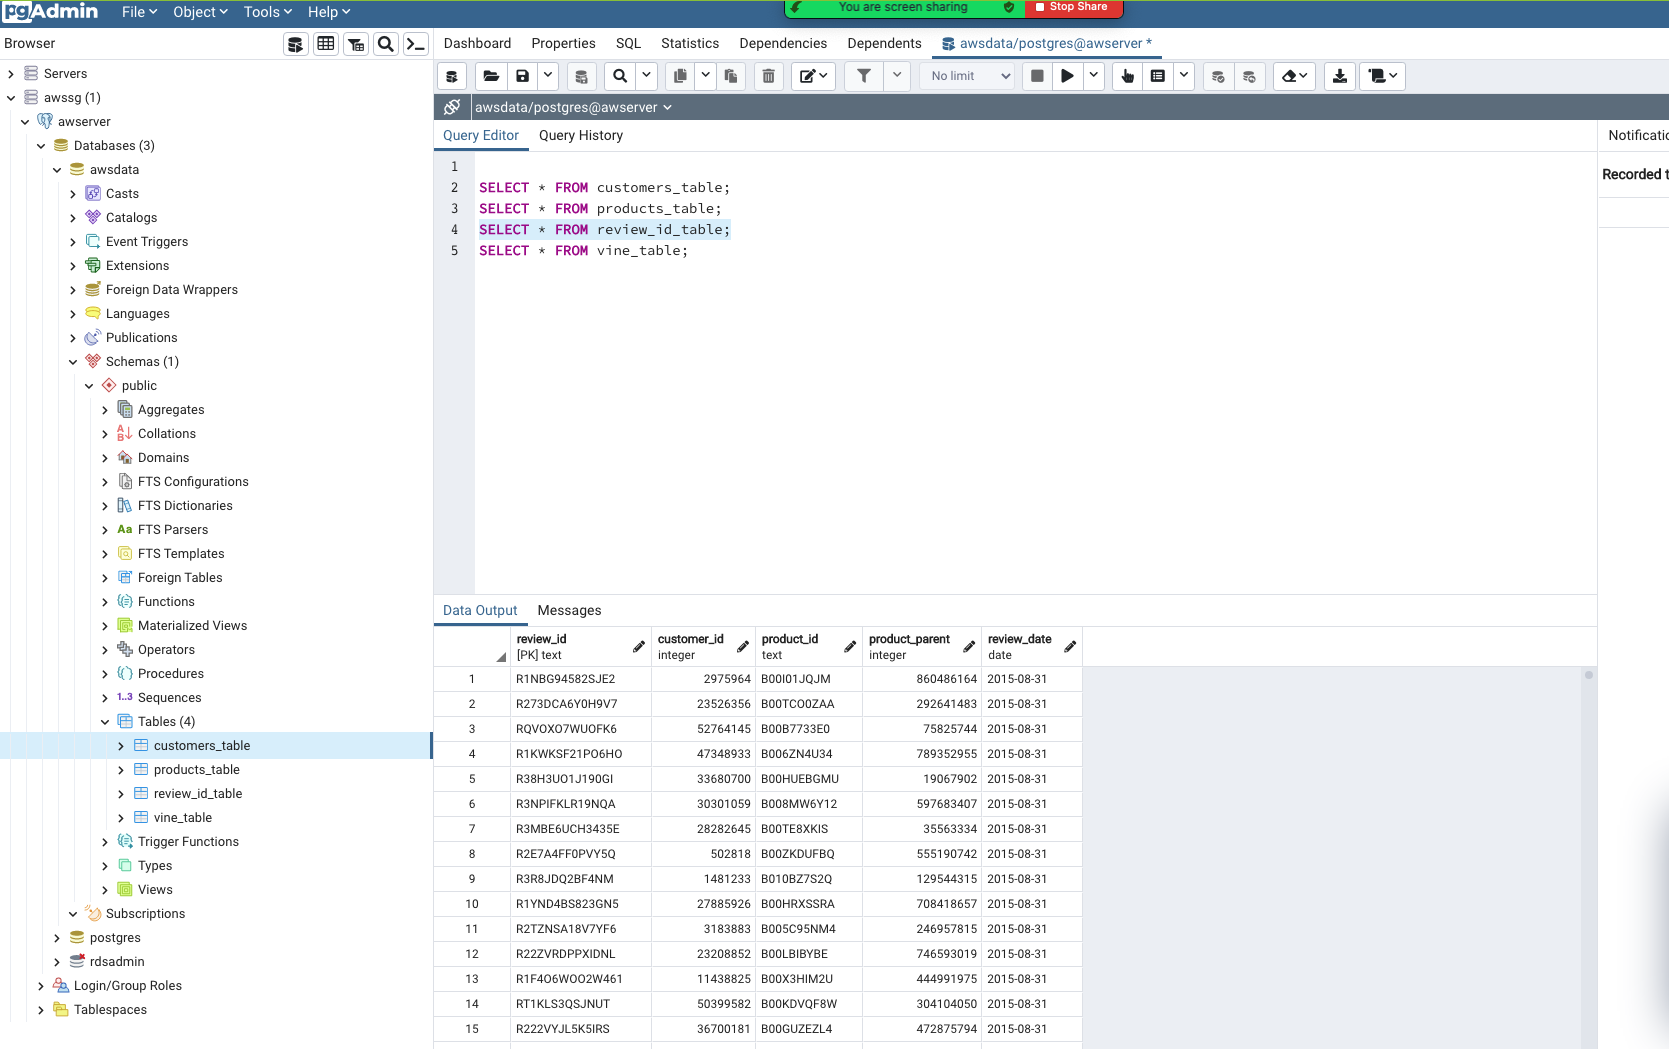 pgAdmin File Object Tools Help
You are screen sharing Stop Share
Browser
Dashboard Properties SQL Statistics Dependencies Dependents awsdata/postgres@awserver *
No limit
awsdata/postgres@awserver
Query Editor Query History
Notificatio
Recorded t
Servers
awssg (1)
awserver
Databases (3)
awsdata
Casts
Catalogs
Event Triggers
Extensions
Foreign Data Wrappers
Languages
Publications
Schemas (1)
public
Aggregates
Collations
Domains
FTS Configurations
FTS Dictionaries
Aa FTS Parsers
FTS Templates
Foreign Tables
Functions
Materialized Views
Operators
Procedures
1..3 Sequences
Tables (4)
customers_table
products_table
review_id_table
vine_table
Trigger Functions
Types
Views
Subscriptions
postgres
rdsadmin
Login/Group Roles
Tablespaces
1
2 SELECT * FROM customers_table;
3 SELECT * FROM products_table;
4 SELECT * FROM review_id_table;
5 SELECT * FROM vine_table;
Data Output Messages
review_id customer_id product_id product_parent review_date
[PK] text integer text integer date
1 R1NBG94582SJE2 2975964 B00I01JQJM 860486164 2015-08-31
2 R273DCA6Y0H9V7 23526356 B00TCO0ZAA 292641483 2015-08-31
3 RQVOXO7WUOFK6 52764145 B00B7733E0 75825744 2015-08-31
4 R1KWKSF21PO6HO 47348933 B006ZN4U34 789352955 2015-08-31
5 R38H3UO1J190GI 33680700 B00HUEBGMU 19067902 2015-08-31
6 R3NPIFKLR19NQA 30301059 B008MW6Y12 597683407 2015-08-31
7 R3MBE6UCH3435E 28282645 B00TE8XKIS 35563334 2015-08-31
8 R2E7A4FF0PVY5Q 502818 B00ZKDUFBQ 555190742 2015-08-31
9 R3R8JDQ2BF4NM 1481233 B010BZ7S2Q 129544315 2015-08-31
10 R1YND4BS823GN5 27885926 B00HRXSSRA 708418657 2015-08-31
11 R2TZNSA18V7YF6 3183883 B005C95NM4 246957815 2015-08-31
12 R22ZVRDPPXIDNL 23208852 B00LBIBYBE 746593019 2015-08-31
13 R1F4O6WOO2W461 11438825 B00X3HIM2U 444991975 2015-08-31
14 RT1KLS3QSJNUT 50399582 B00KDVQF8W 304104050 2015-08-31
15 R222VYJL5K5IRS 36700181 B00GUZEZL4 472875794 2015-08-31